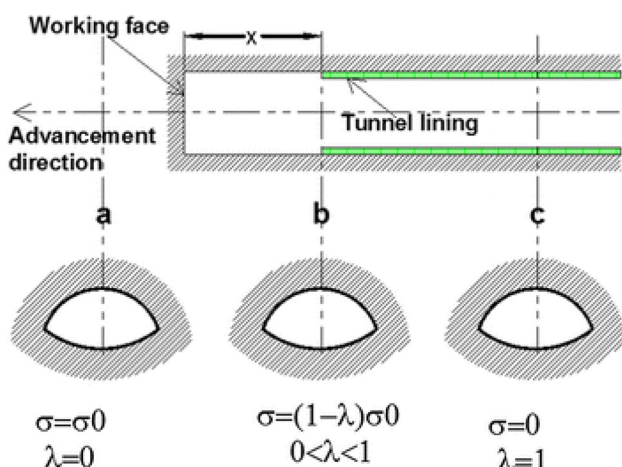 Working face
x
Tunnel lining
Advancement
direction
a b c
σ=σ0 σ=(1−λ)σ0 σ=0
λ=0 0<λ<1 λ=1